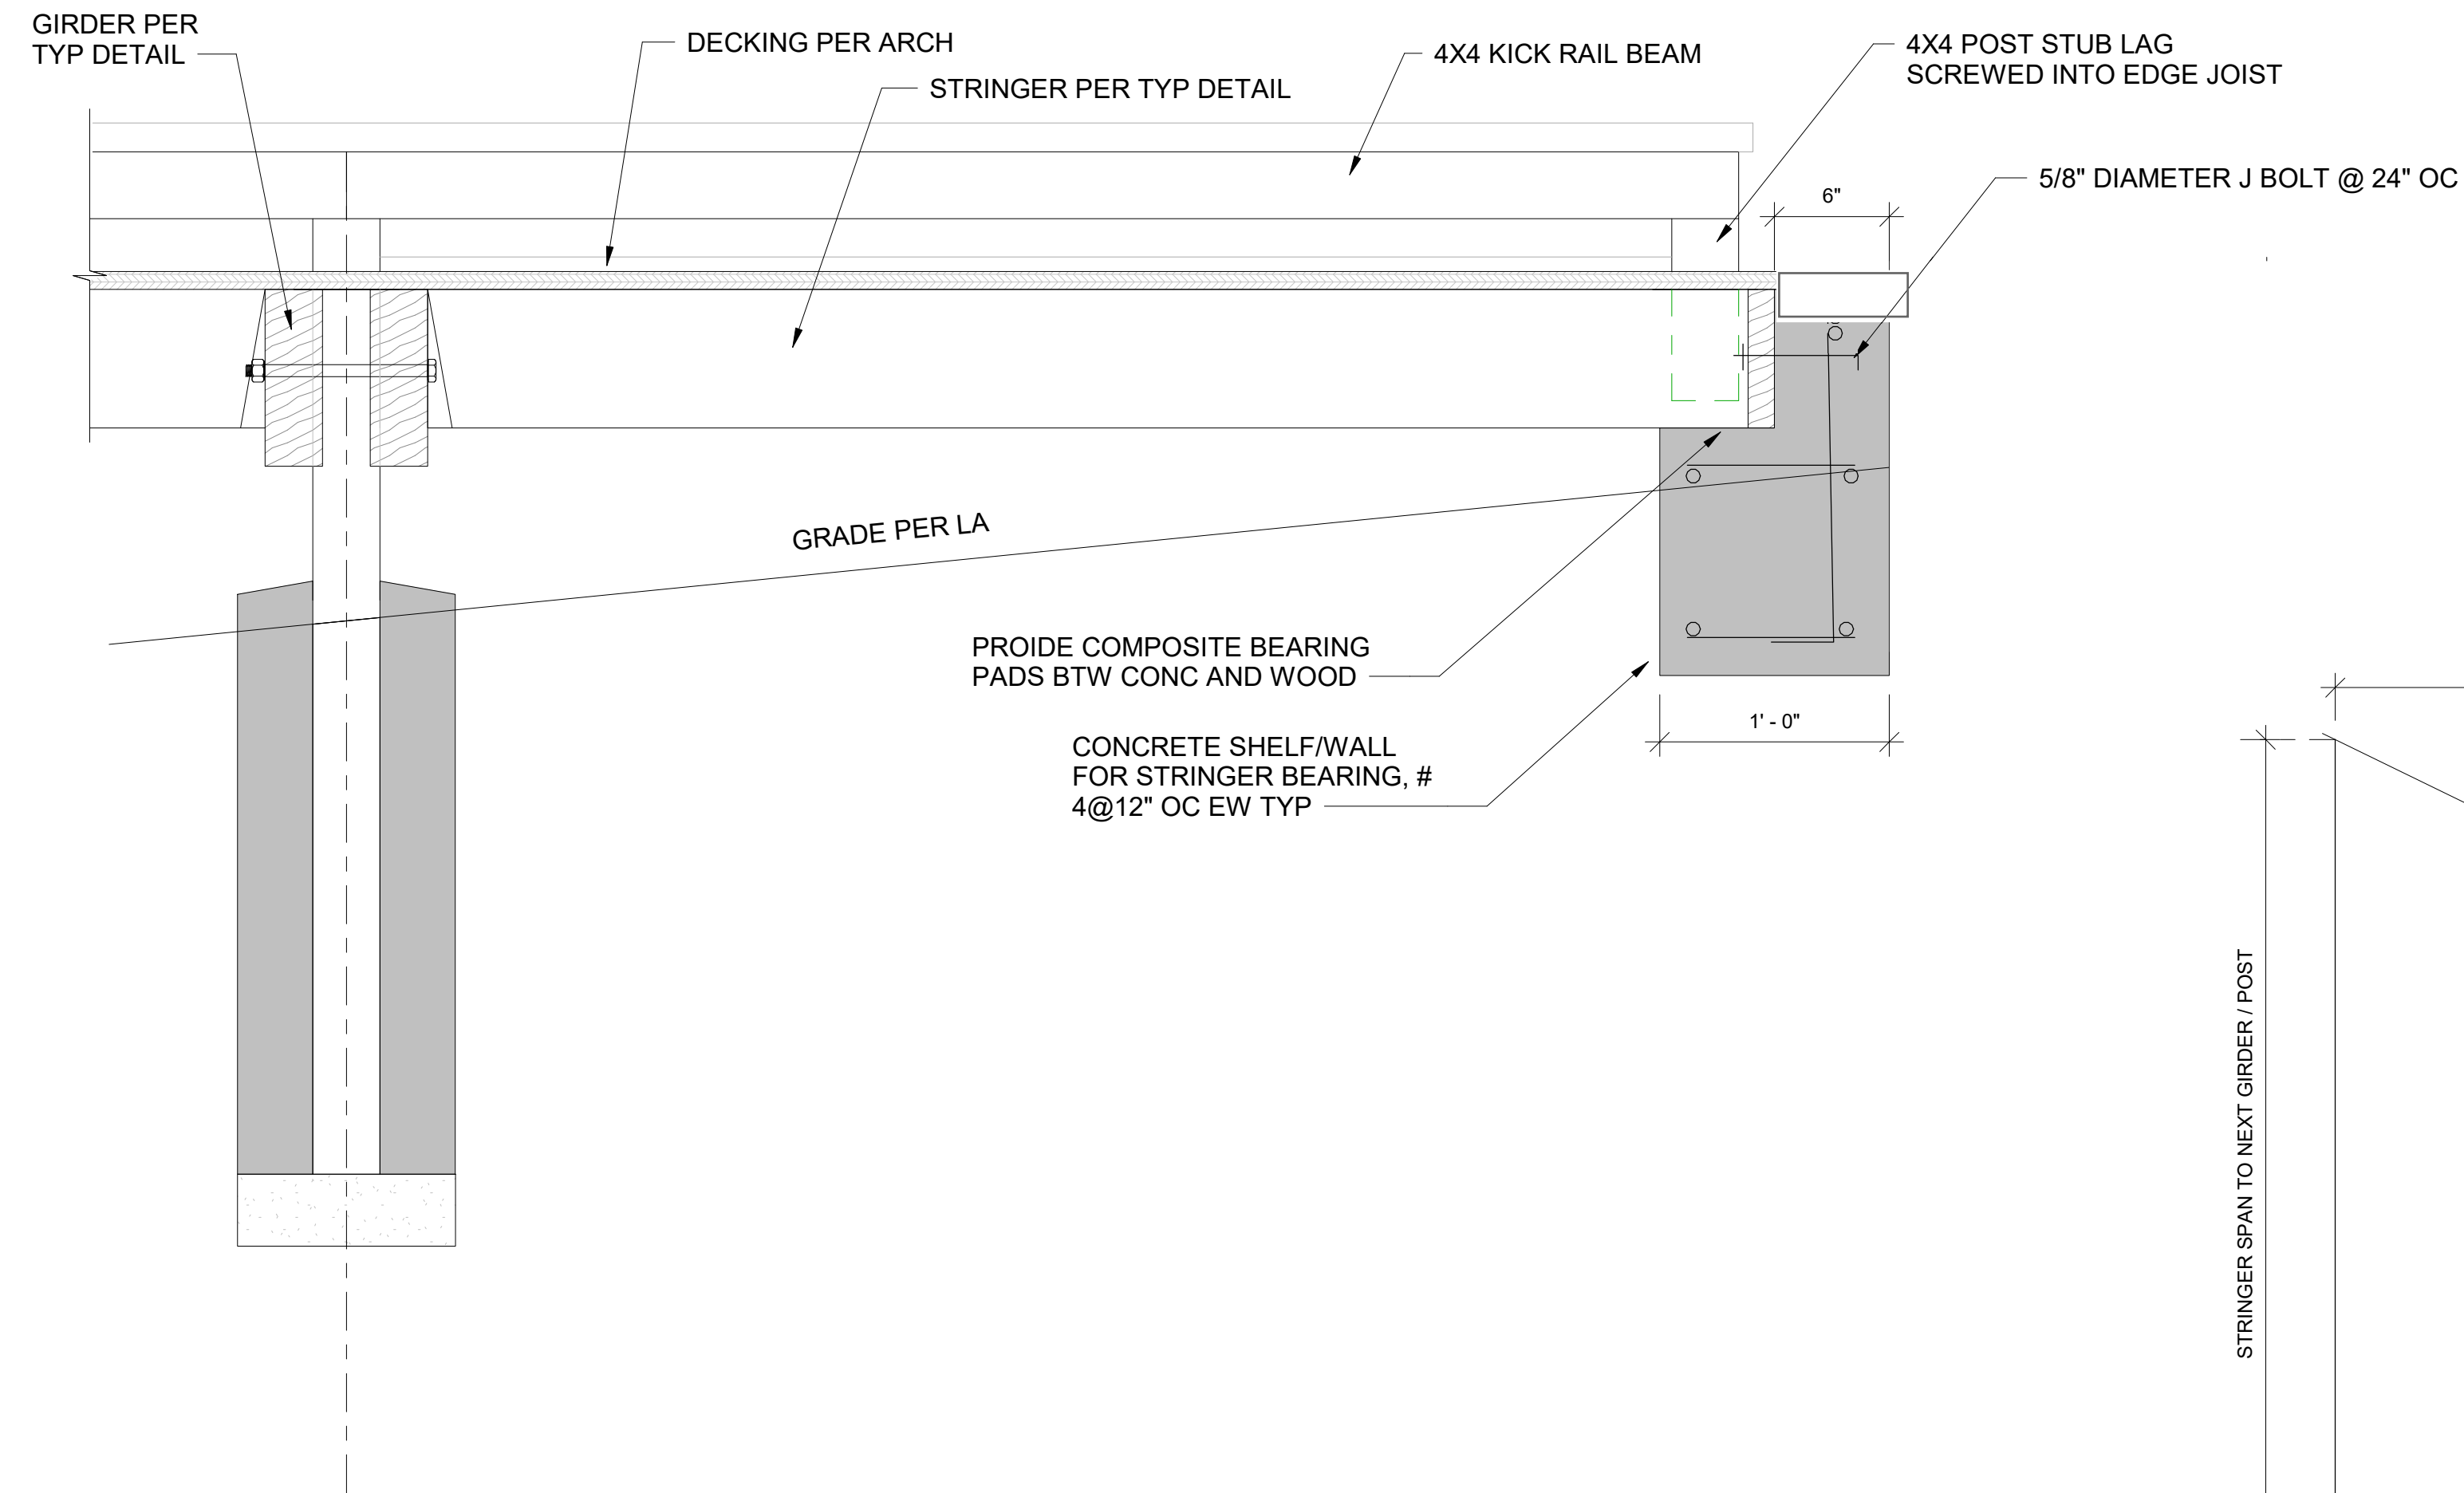 GIRDER PER
TYP DETAIL
DECKING PER ARCH
STRINGER PER TYP DETAIL
4X4 KICK RAIL BEAM
4X4 POST STUB LAG
SCREWED INTO EDGE JOIST
5/8" DIAMETER J BOLT @ 24" OC
6"
GRADE PER LA
PROIDE COMPOSITE BEARING
PADS BTW CONC AND WOOD
1' - 0"
CONCRETE SHELF/WALL
FOR STRINGER BEARING, #
4@12" OC EW TYP
STRINGER SPAN TO NEXT GIRDER / POST